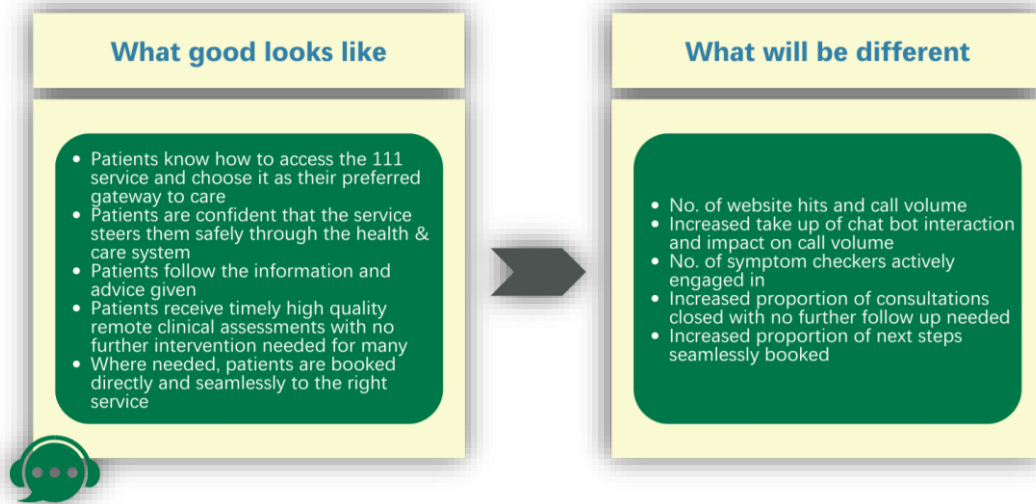 What good looks like
• Patients know how to access the 111
service and choose it as their preferred
gateway to care
• Patients are confident that the service
steers them safely through the health &
care system
• Patients follow the information and
advice given
• Patients receive timely high quality
remote clinical assessments with no
further intervention needed for many
• Where needed, patients are booked
directly and seamlessly to the right
service
What will be different
• No. of website hits and call volume
• Increased take up of chat bot interaction
and impact on call volume
• No. of symptom checkers actively
engaged in
• Increased proportion of consultations
closed with no further follow up needed
• Increased proportion of next steps
seamlessly booked